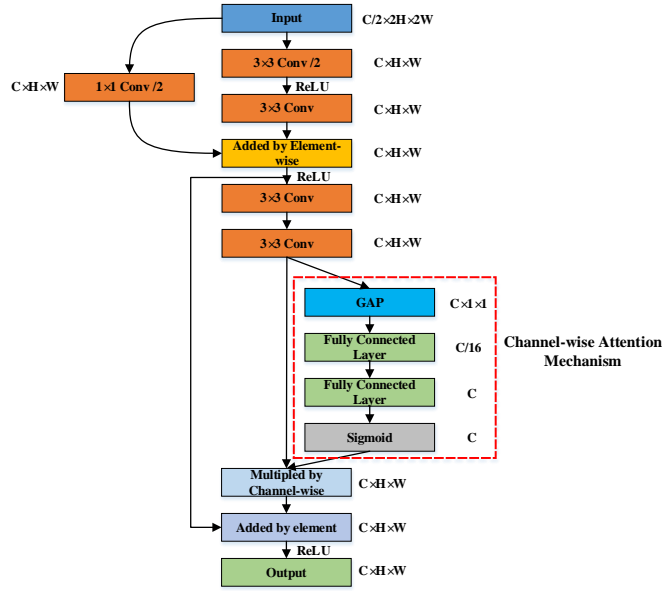 Input
C/2×2H×2W
3×3 Conv /2
C×H×W
ReLU
C×H×W
1×1 Conv /2
3×3 Conv
C×H×W
Added by Element-
wise
C×H×W
ReLU
3×3 Conv
C×H×W
3×3 Conv
C×H×W
GAP
C×1×1
Fully Connected
Layer
C/16
Channel-wise Attention
Mechanism
Fully Connected
Layer
C
Sigmoid
C
Multipled by
Channel-wise
C×H×W
Added by element
C×H×W
ReLU
Output
C×H×W